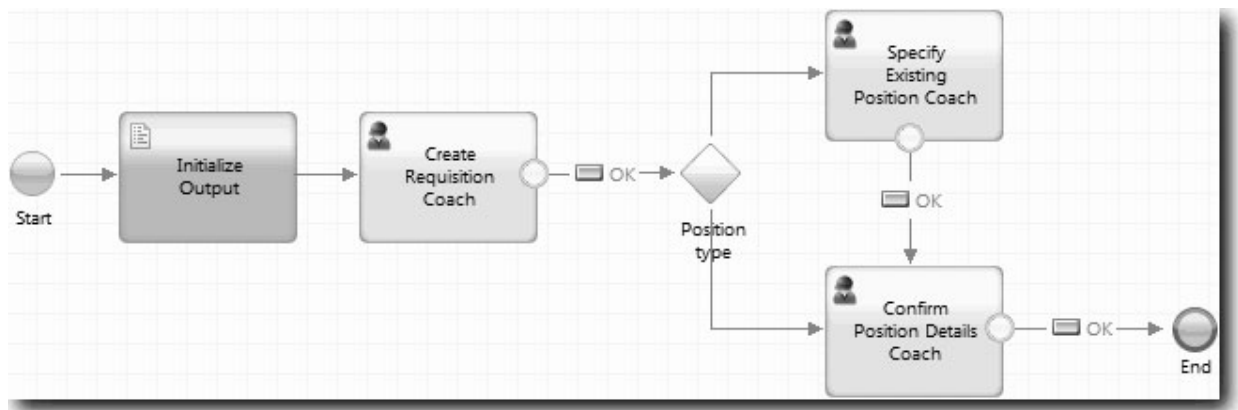 Start
Initialize
Output
Create
Requisition
Coach
OK
Position
type
Specify
Existing
Position Coach
OK
Confirm
Position Details
Coach
OK
End